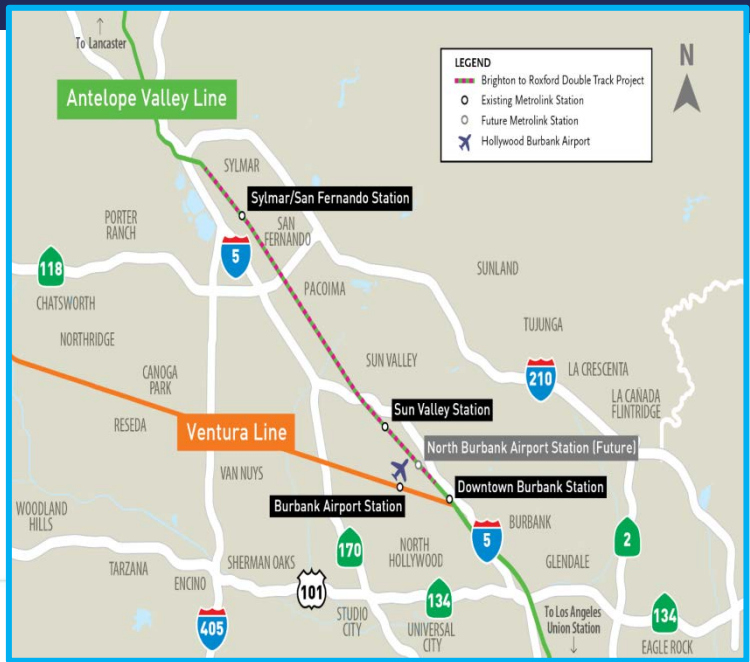 To Lancaster
Antelope Valley Line
LEGEND
Brighton to Roxford Double Track Project
Existing Metrolink Station
Future Metrolink Station
Hollywood Burbank Airport
N
SYLMAR
Sylmar/San Fernando Station
PORTER
RANCH
SAN
FERNANDO
5
118
CHATSWORTH
PACOIMA
SUNLAND
NORTHRIDGE
TUJUNGA
SUN VALLEY
CANOGA
PARK
210
LA CRESCENTA
LA CAÑADA
FLINTRIDGE
RESEDA
Sun Valley Station
Ventura Line
North Burbank Airport Station (Future)
VAN NUYS
Downtown Burbank Station
Burbank Airport Station
WOODLAND
HILLS
BURBANK
5
2
170
NORTH
HOLLYWOOD
GLENDALE
TARZANA
SHERMAN OAKS
ENCINO
101
134
STUDIO
CITY
UNIVERSAL
CITY
405
To Los Angeles
Union Station
134
EAGLE ROCK